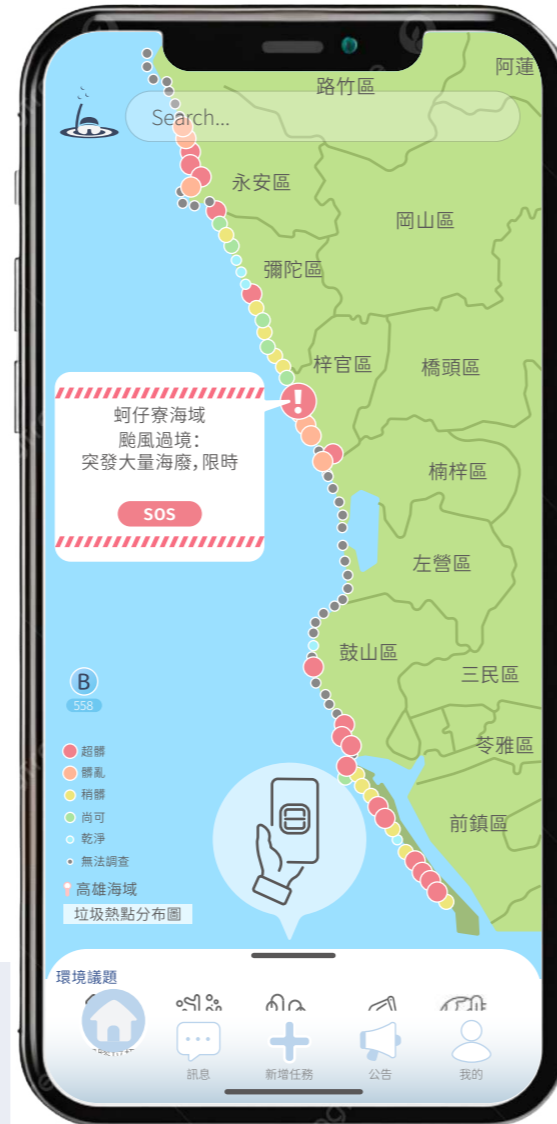 阿蓮
路竹區
Search...
永安區
岡山區
彌陀區
梓官區
橋頭區
蚵仔寮海域
颱風過境：
突發大量海廢，限時
SOS
楠梓區
左營區
鼓山區
三民區
B
558
苓雅區
超髒
髒亂
稍髒
尚可
乾淨
無法調查
前鎮區
高雄海域
垃圾熱點分布圖
環境議題
訊息
新增任務
公告
我的